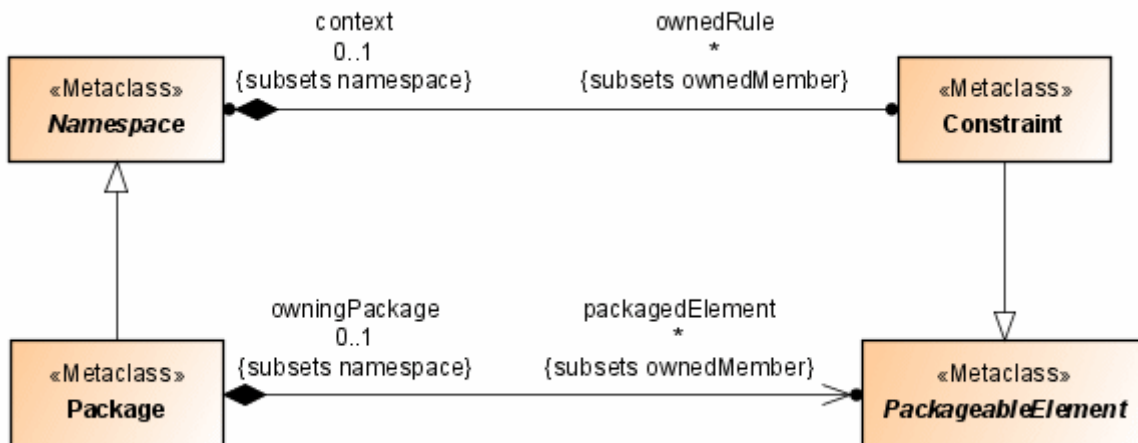 context
0..1
{subsets namespace}
ownedRule
*
{subsets ownedMember}
«Metaclass»
Namespace
«Metaclass»
Constraint
owningPackage
0..1
{subsets namespace}
packagedElement
*
{subsets ownedMember}
«Metaclass»
Package
«Metaclass»
PackageableElement